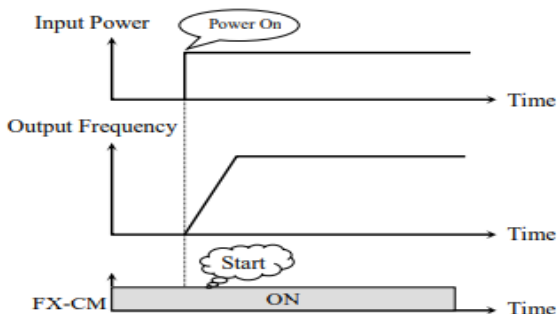 Input Power
Power On
Time
Output Frequency
Time
Start
FX-CM
ON
Time